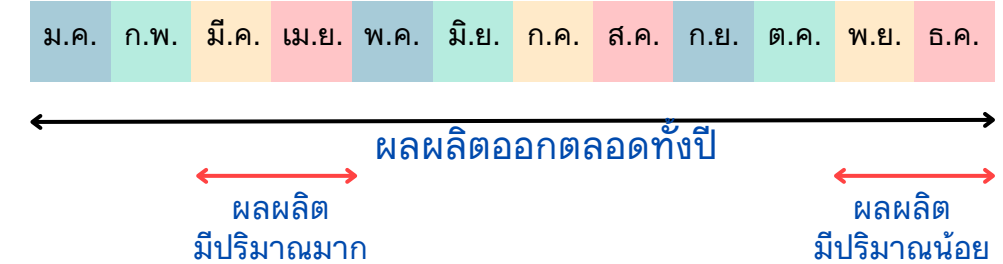 ม.ค. ก.พ. มี.ค. เม.ย. พ.ค. มิ.ย. ก.ค. ส.ค. ก.ย. ต.ค. พ.ย. ธ.ค.
ผลผลิตออกตลอดทั้งปี
ผลผลิต
มีปริมาณมาก
ผลผลิต
มีปริมาณน้อย